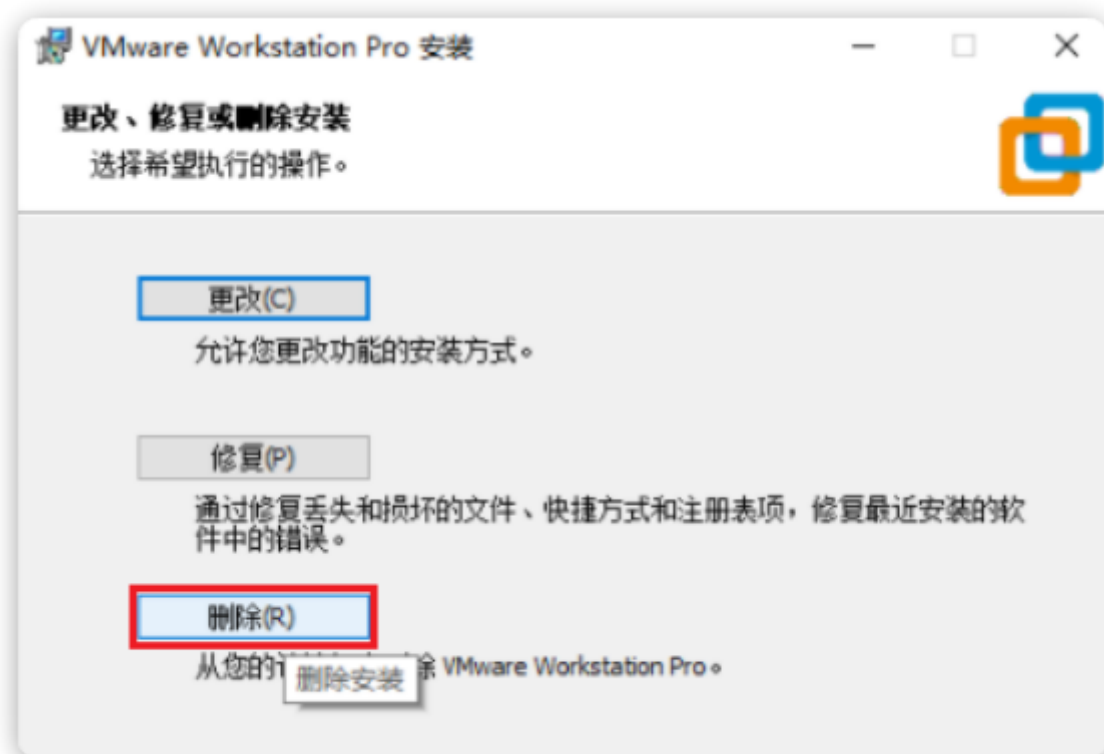 VMware Workstation Pro 安装
更改、修复或删除安装
选择希望执行的操作。
更改(C)
允许您更改功能的安装方式。
修复(P)
通过修复丢失和损坏的文件、快捷方式和注册表项，修复最近安装的软
件中的错误。
删除(R)
从您的 除 VMware Workstation Pro。
删除安装